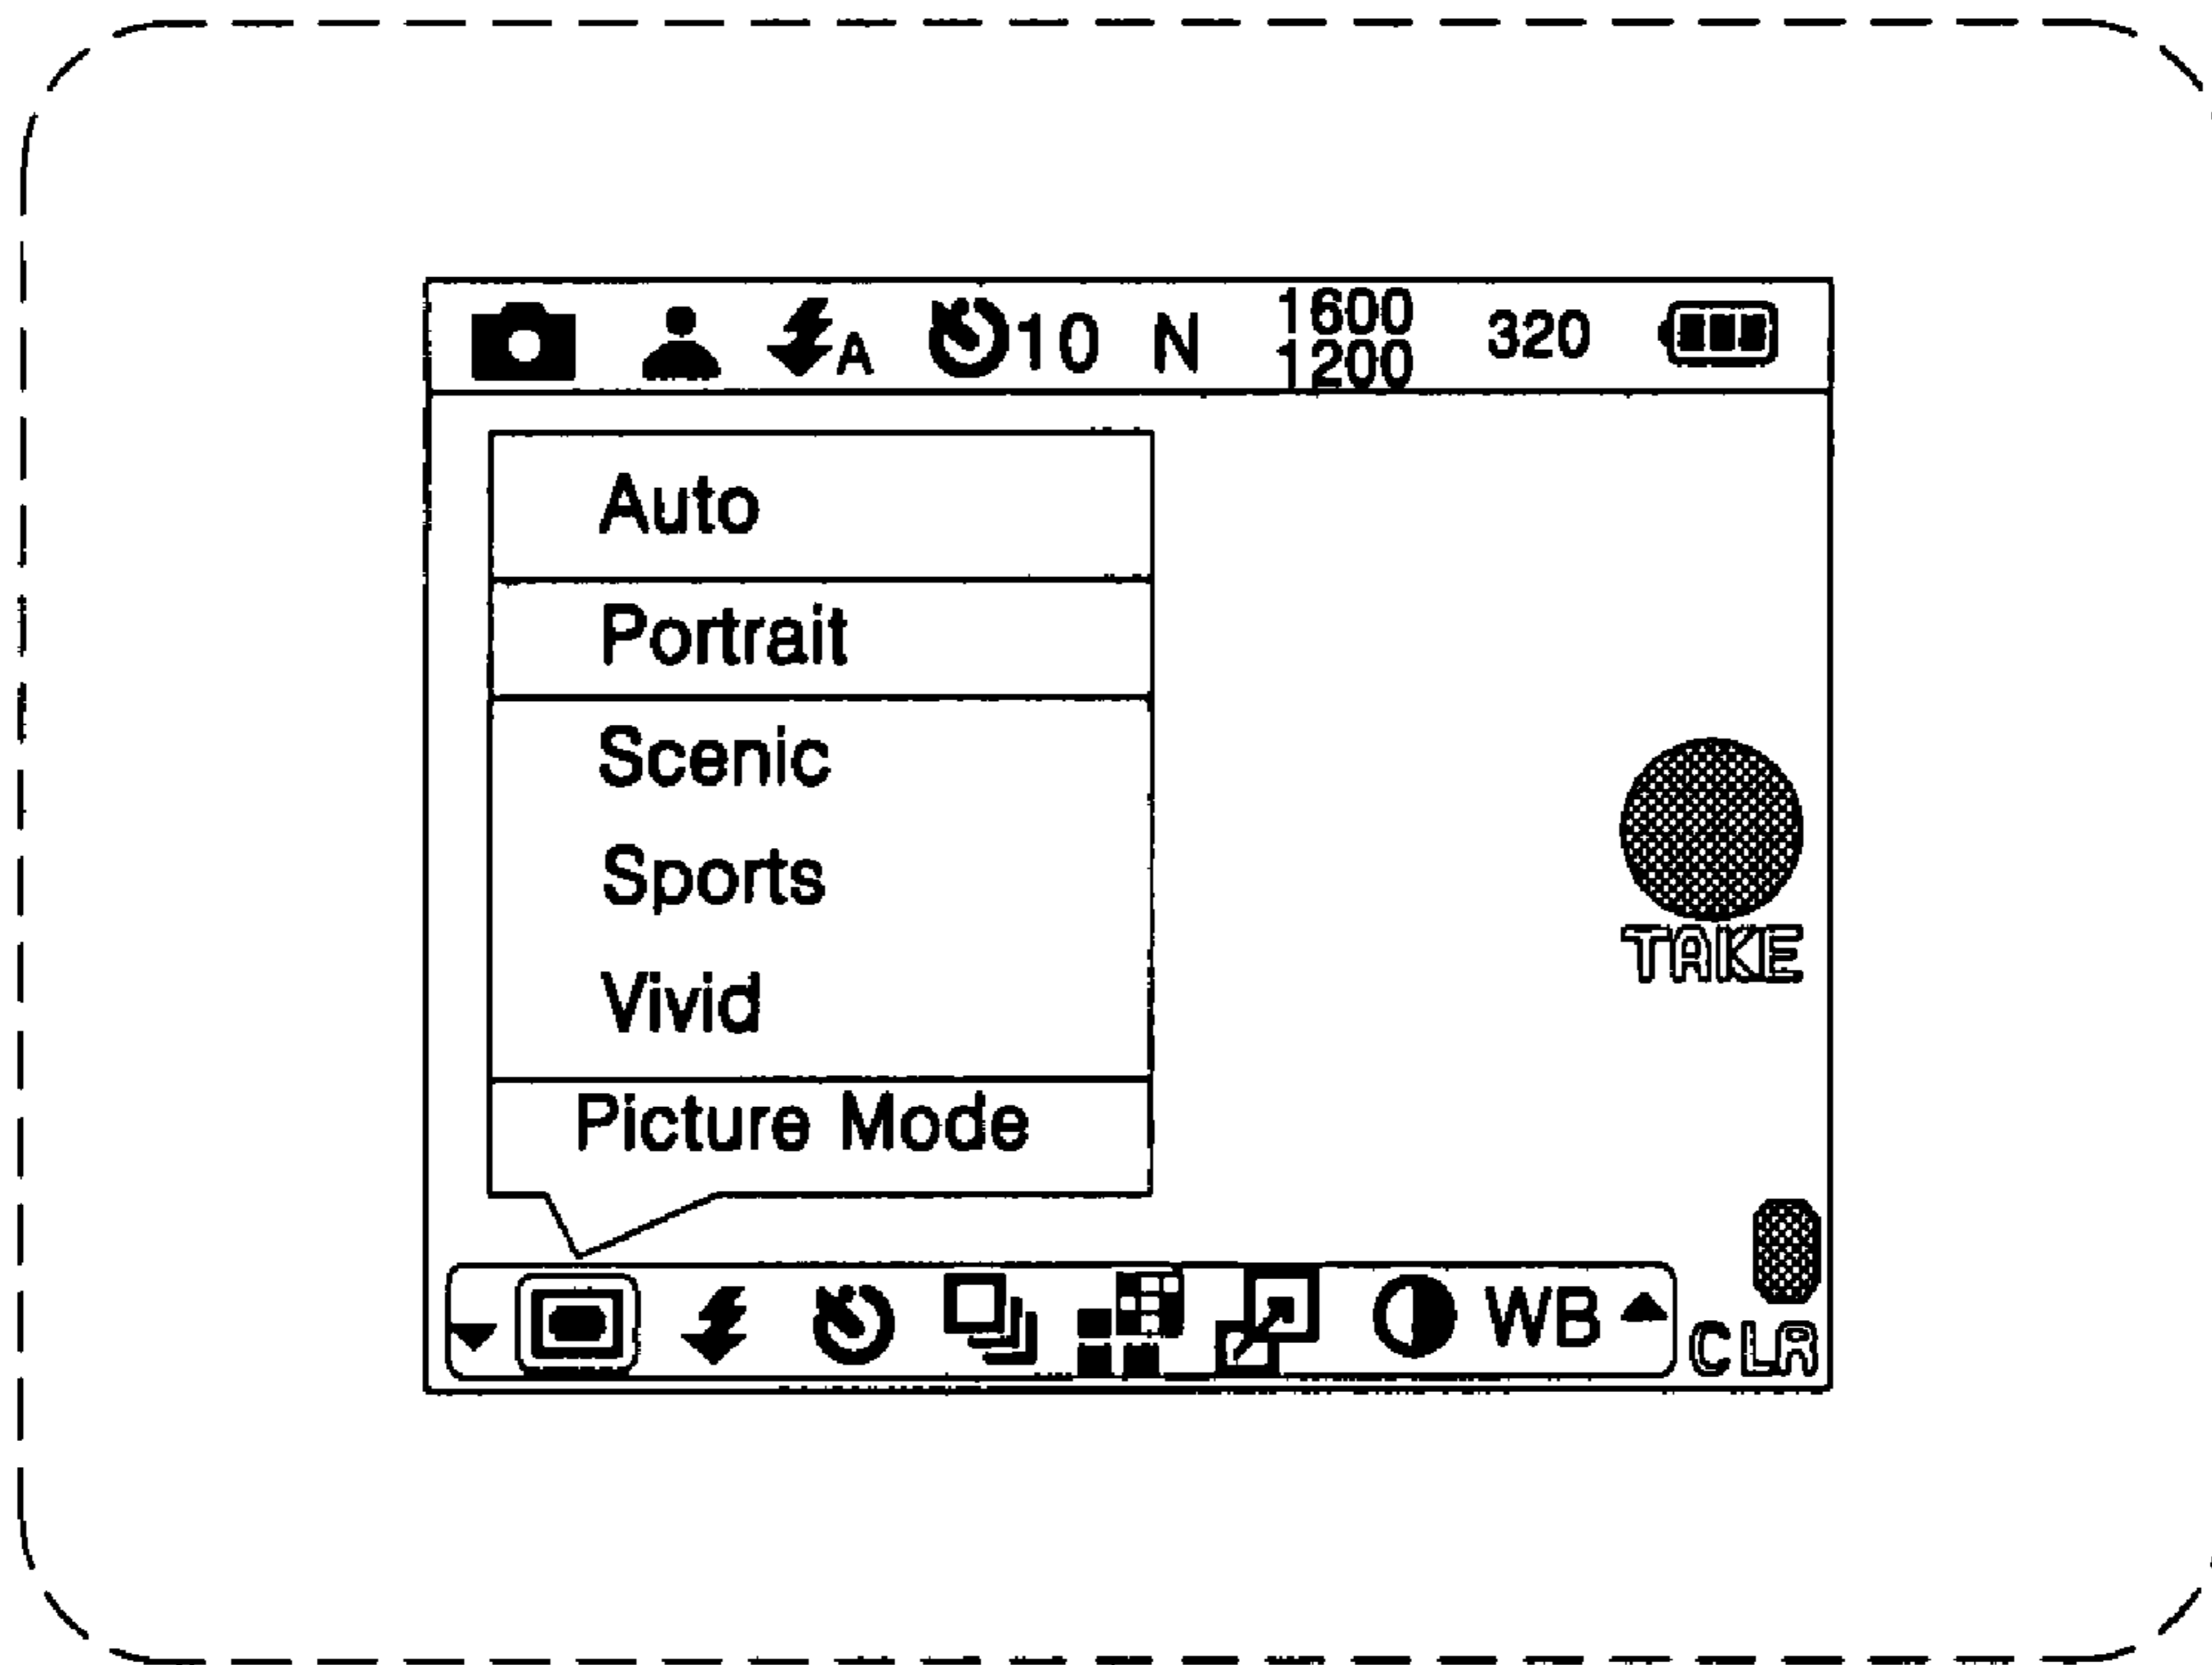 A 10 N 1600 320
1200
Auto
Portrait
Scenic
Sports
Vivid
TAKE
Picture Mode
WB
CLR